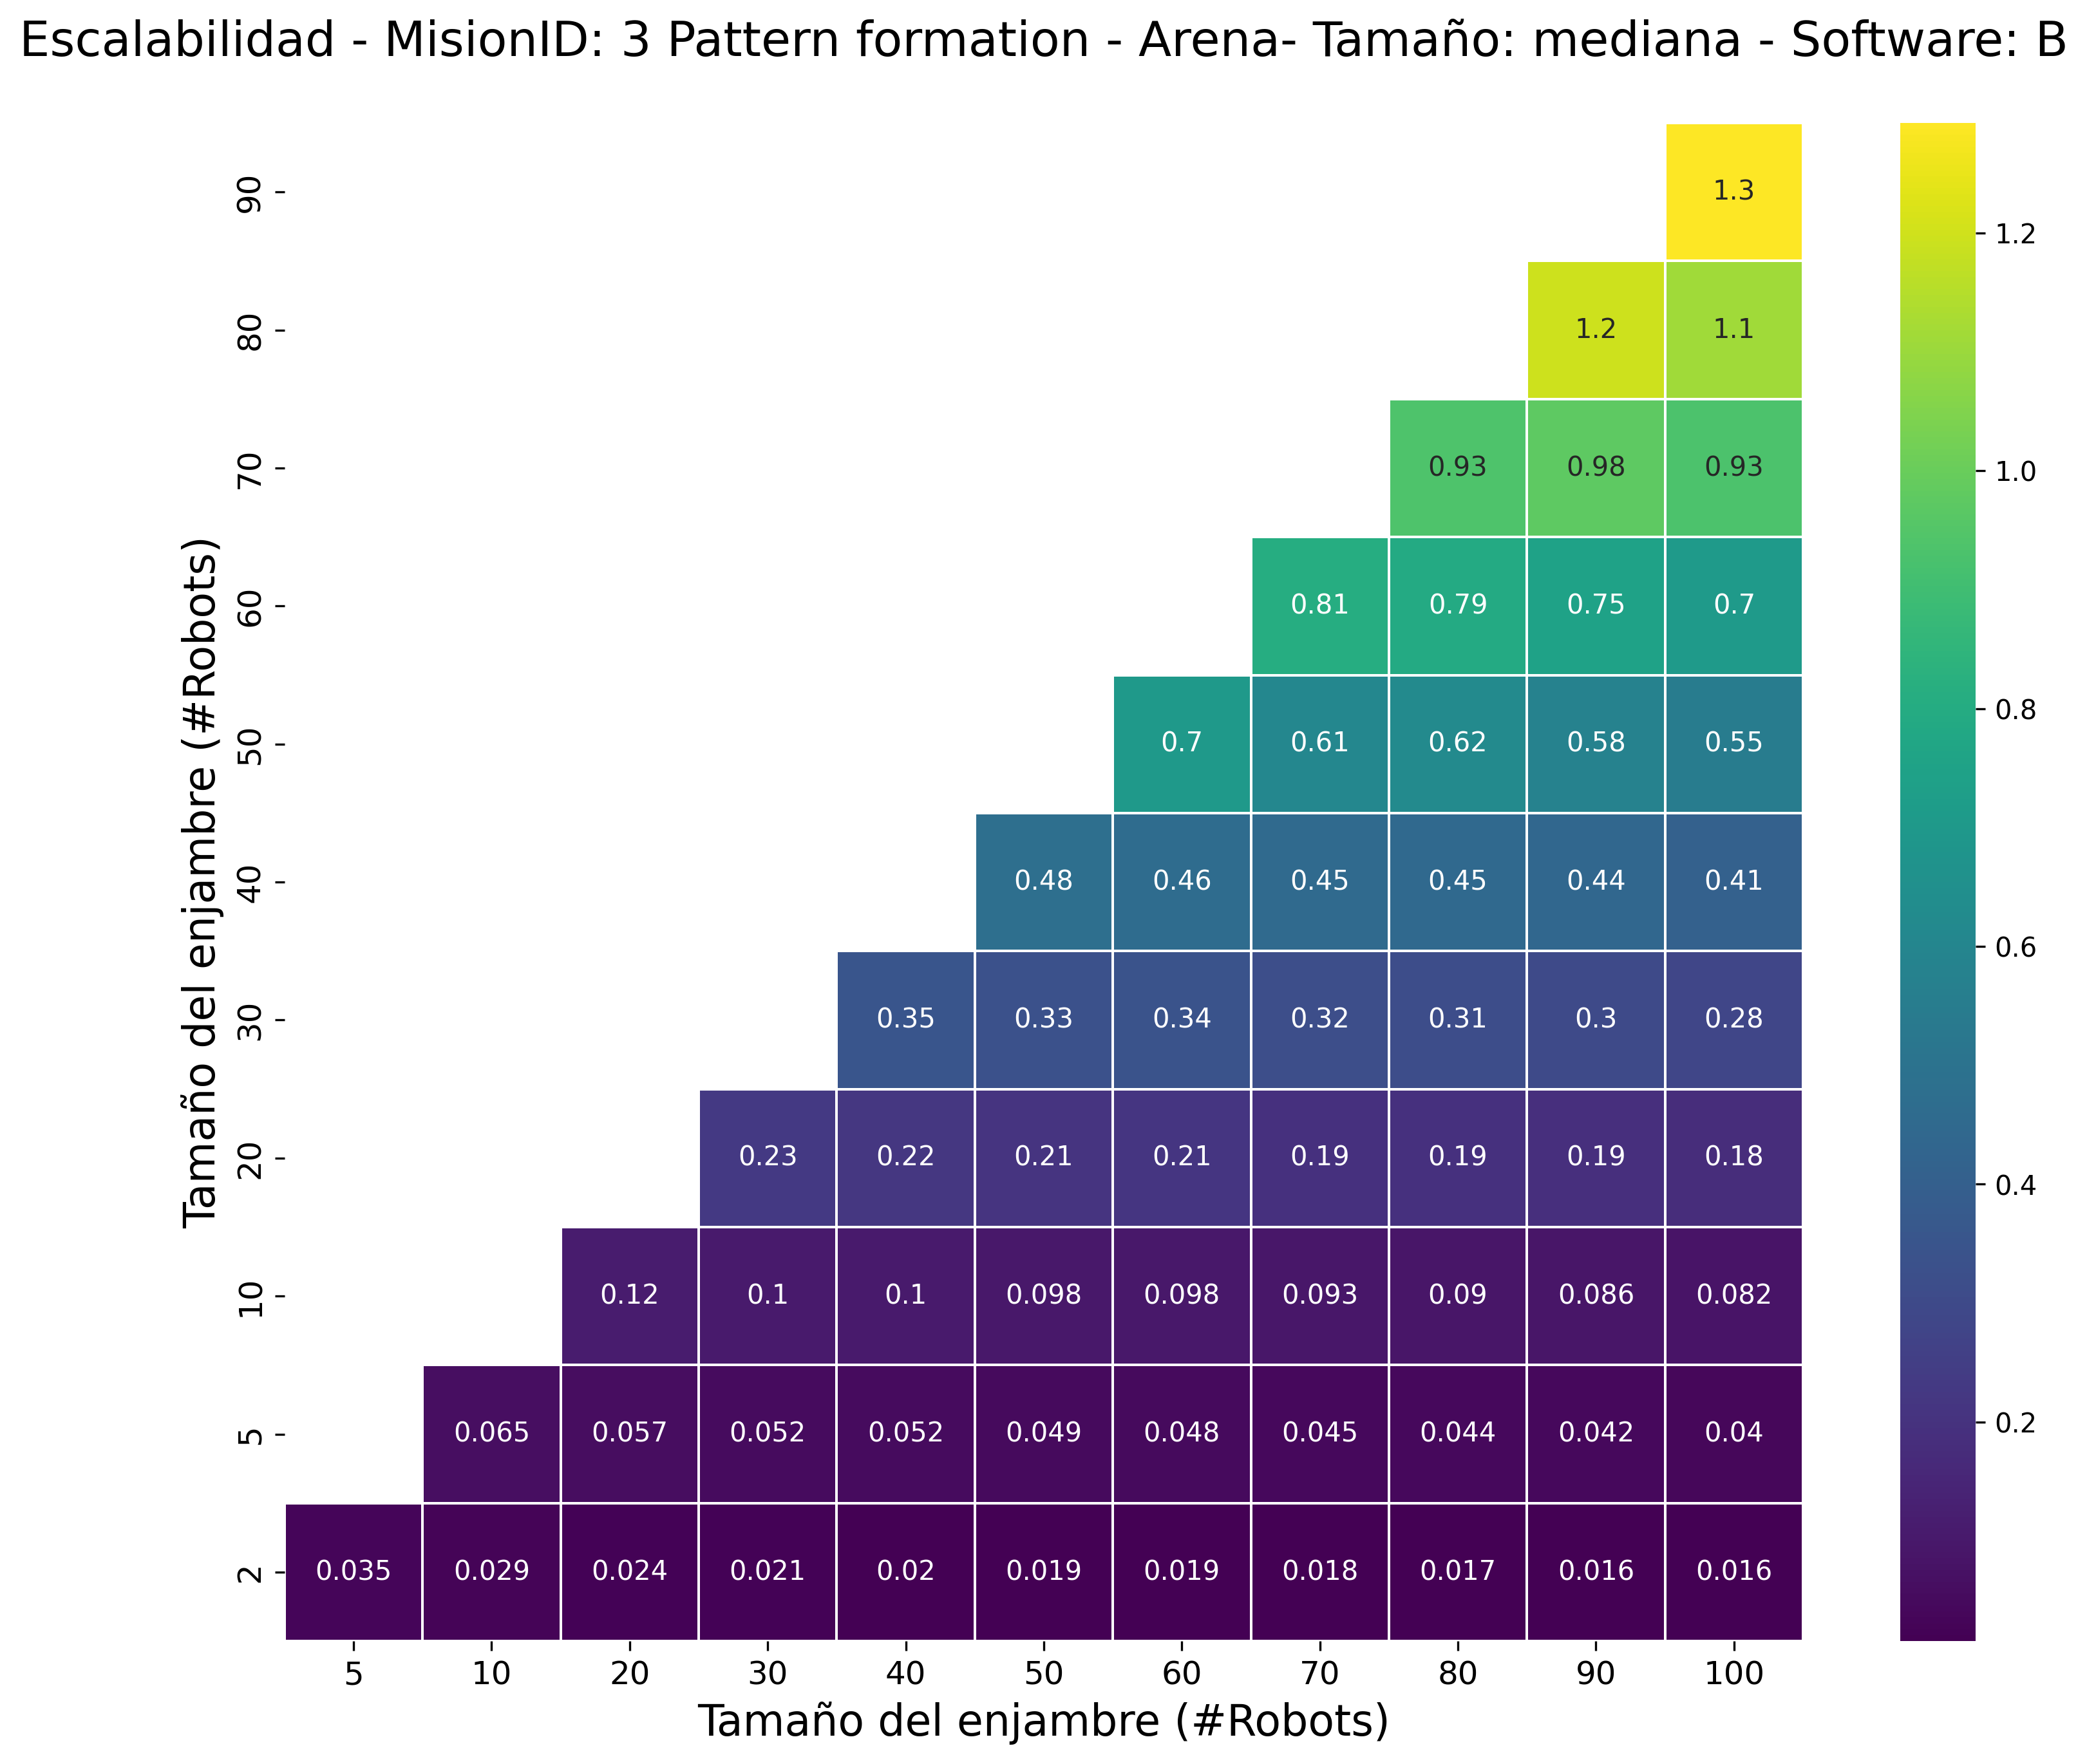 Escalabilidad - MisionID: 3 Pattern formation - Arena- Tamaño: mediana - Software: B
Tamaño del enjambre (#Robots)
90 1.3
80 1.2 1.1
70 0.93 0.98 0.93
60 0.81 0.79 0.75 0.7
50 0.7 0.61 0.62 0.58 0.55
40 0.48 0.46 0.45 0.45 0.44 0.41
30 0.35 0.33 0.34 0.32 0.31 0.3 0.28
20 0.23 0.22 0.21 0.21 0.19 0.19 0.19 0.18
10 0.12 0.1 0.1 0.098 0.098 0.093 0.09 0.086 0.082
5 0.065 0.057 0.052 0.052 0.049 0.048 0.045 0.044 0.042 0.04
2 0.035 0.029 0.024 0.021 0.02 0.019 0.019 0.018 0.017 0.016 0.016
5 10 20 30 40 50 60 70 80 90 100
Tamaño del enjambre (#Robots)
1.2
1.0
0.8
0.6
0.4
0.2